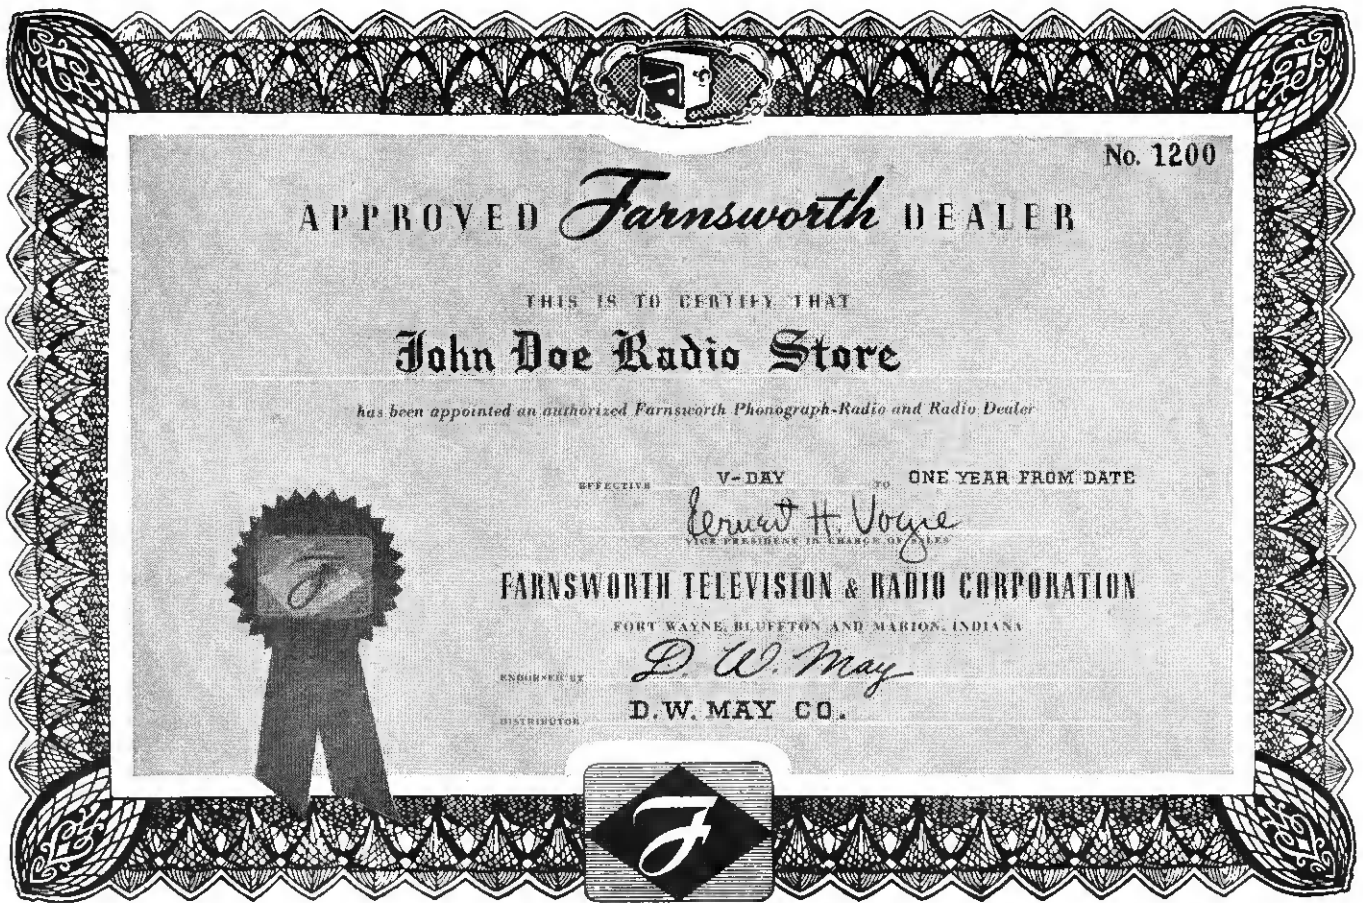 No. 1200
APPROVED Farnsworth DEALER
THIS IS TO CERTIFY THAT
John Doe Radio Store
has been appointed an authorized Farnsworth Phonograph-Radio and Radio Dealer
EFFECTIVE V-DAY TO ONE YEAR FROM DATE
Ernest H. Vogel
VICE PRESIDENT IN CHARGE OF SALES
F
FARNSWORTH TELEVISION & RADIO CORPORATION
FORT WAYNE, BLUFFTON AND MARION, INDIANA
ENDORSED BY D. W. May
DISTRIBUTOR D.W. MAY CO.
F